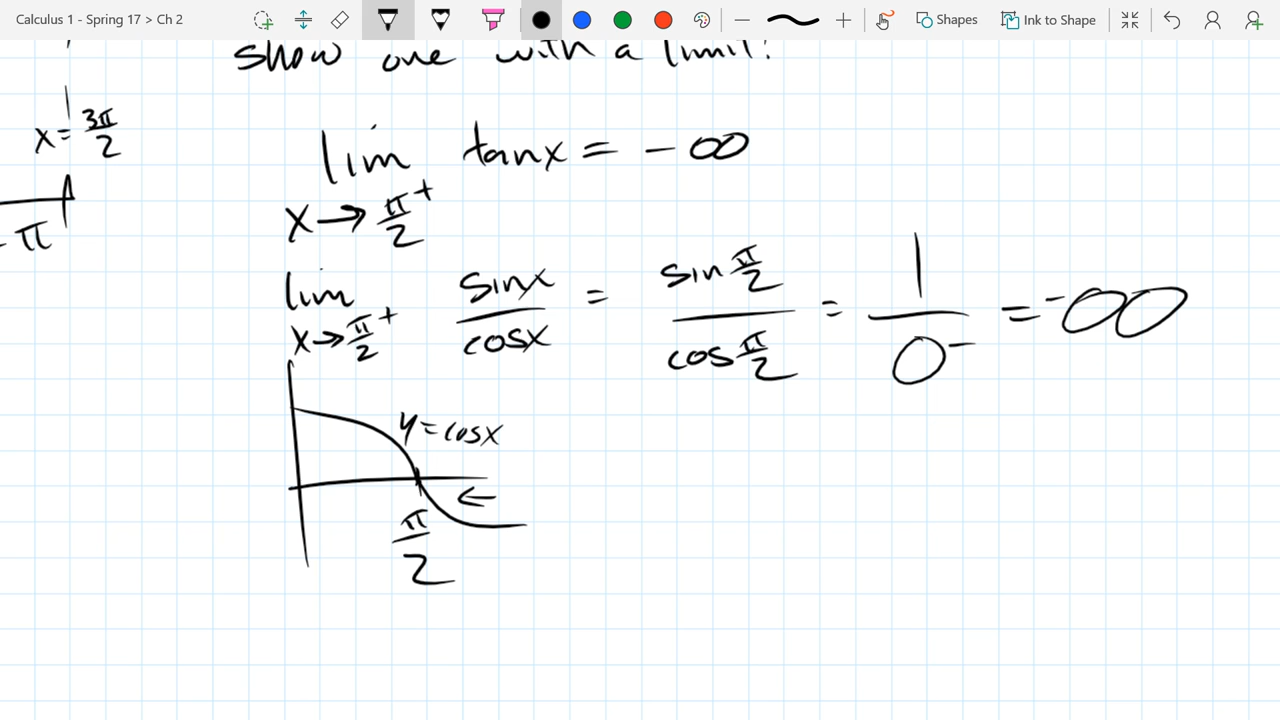 Calculus 1 - Spring 17 > Ch 2
Shapes
Ink to Shape
show one with a limit!
x = 3π/2
- π
lim x→π/2⁺ tanx = -∞
lim x→π/2⁺ sinx/cosx = sin π/2 / cos π/2 = 1/0⁻ = -∞
y = cosx
π/2